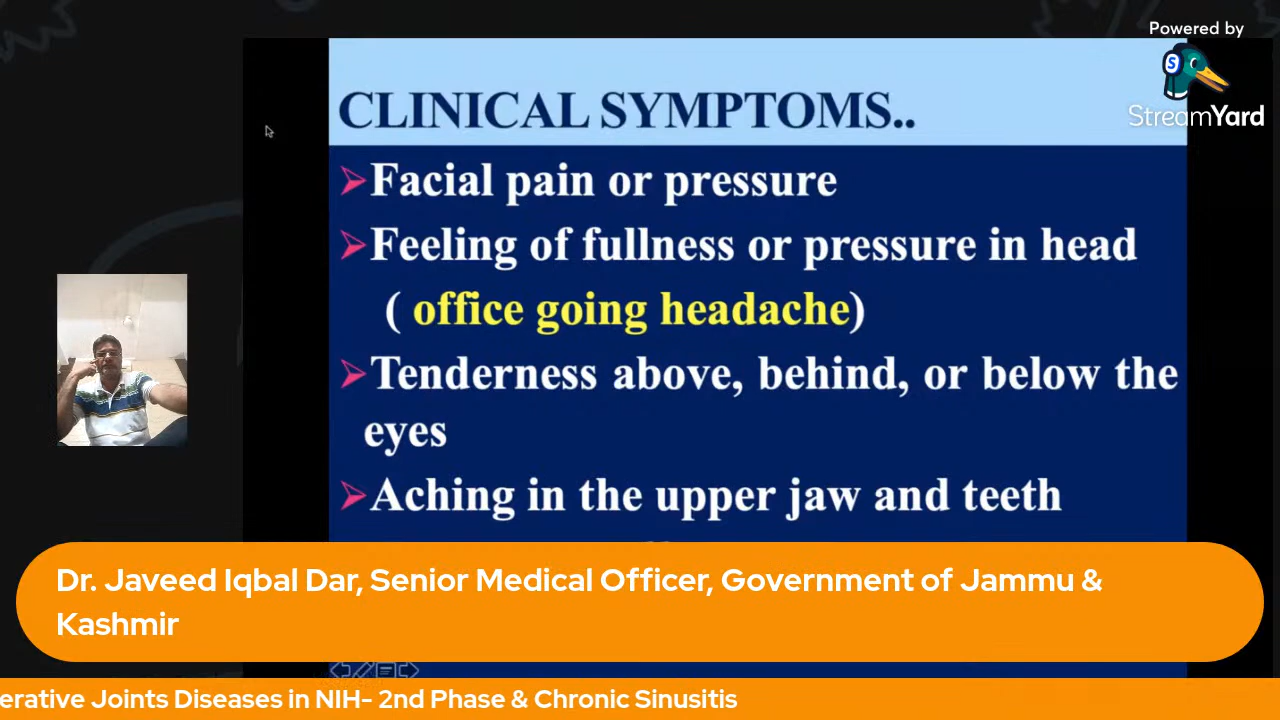 Powered by
StreamYard
CLINICAL SYMPTOMS..
Facial pain or pressure
Feeling of fullness or pressure in head
( office going headache)
Tenderness above, behind, or below the
eyes
Aching in the upper jaw and teeth
Dr. Javeed Iqbal Dar, Senior Medical Officer, Government of Jammu &
Kashmir
erative Joints Diseases in NIH- 2nd Phase & Chronic Sinusitis